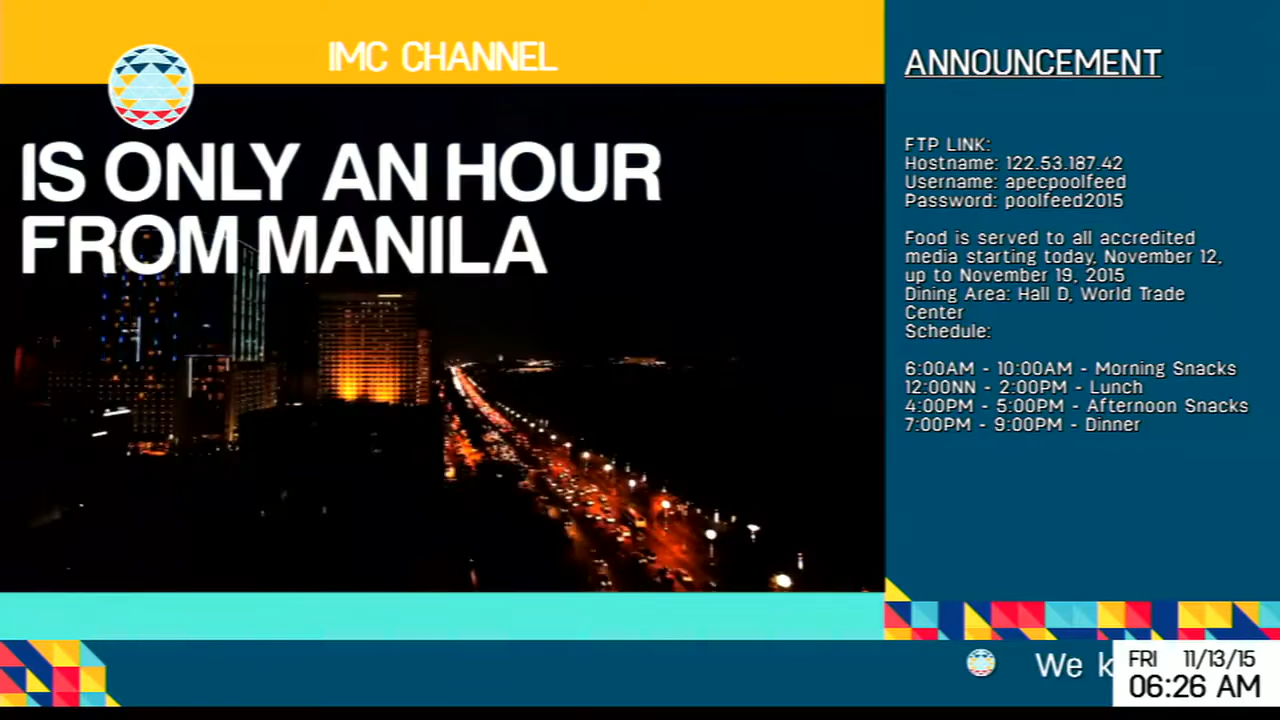 IMC CHANNEL
IS ONLY AN HOUR
FROM MANILA
ANNOUNCEMENT
FTP LINK:
Hostname: 122.53.187.42
Username: apecpoolfeed
Password: poolfeed2015
Food is served to all accredited
media starting today, November 12,
up to November 19, 2015
Dining Area: Hall D, World Trade
Center
Schedule:
6:00AM - 10:00AM - Morning Snacks
12:00NN - 2:00PM - Lunch
4:00PM - 5:00PM - Afternoon Snacks
7:00PM - 9:00PM - Dinner
We k
FRI 11/13/15
06:26 AM